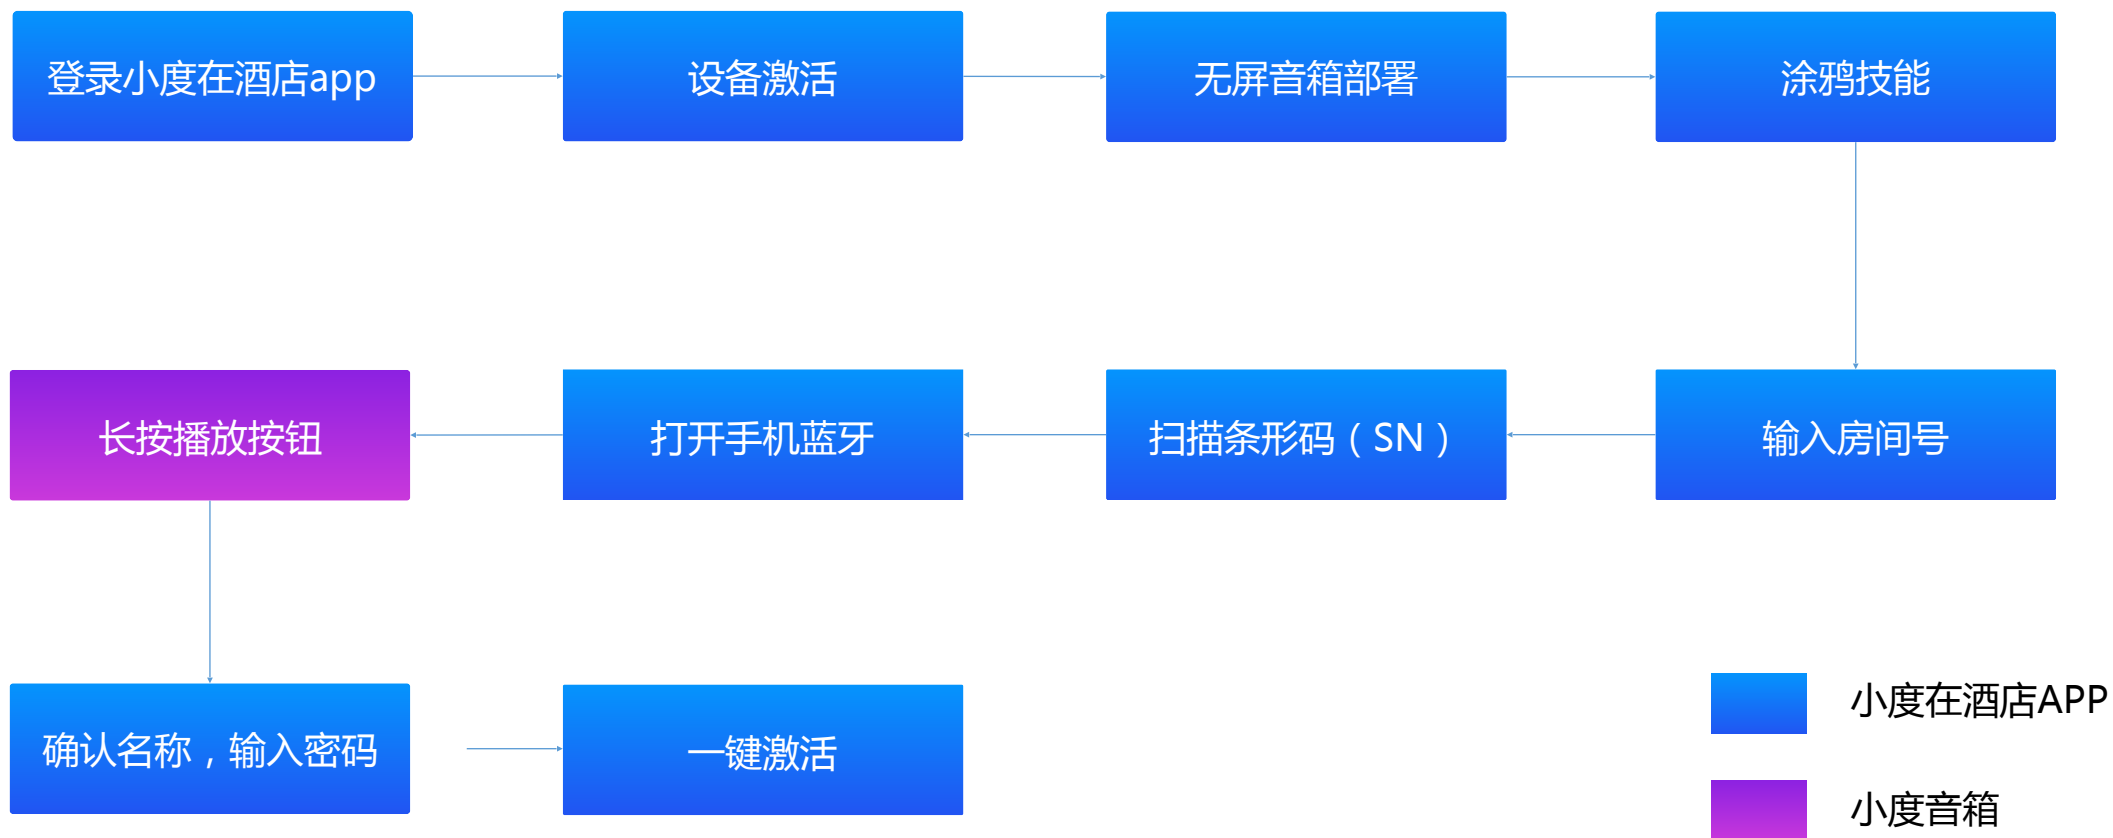 登录小度在酒店app
设备激活
无屏音箱部署
涂鸦技能
输入房间号
扫描条形码（SN）
打开手机蓝牙
长按播放按钮
确认名称，输入密码
一键激活
小度在酒店APP
小度音箱